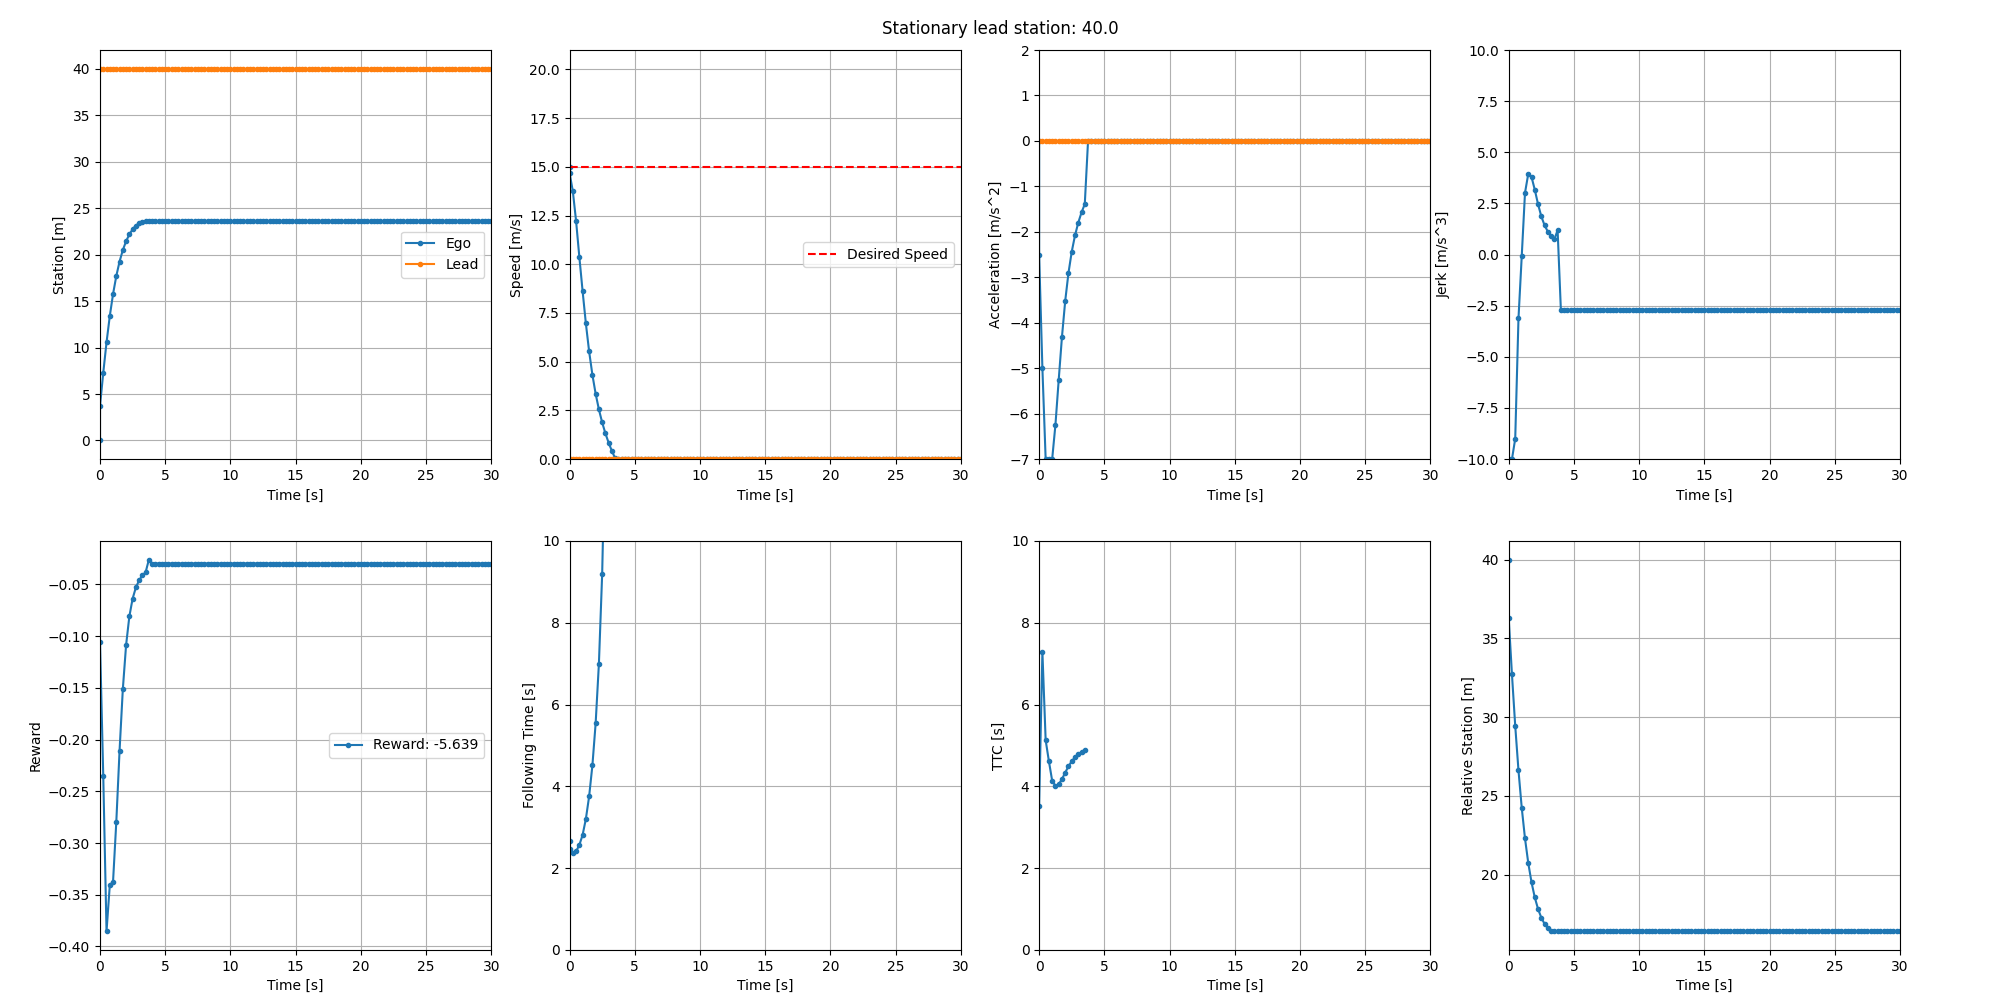 Stationary lead station: 40.0
Station [m]
40
35
30
25
20
15
10
5
0
Ego
Lead
0 5 10 15 20 25 30
Time [s]
Speed [m/s]
20.0
17.5
15.0
12.5
10.0
7.5
5.0
2.5
0.0
Desired Speed
0 5 10 15 20 25 30
Time [s]
Acceleration [m/s^2]
2
1
0
−1
−2
−3
−4
−5
−6
−7
0 5 10 15 20 25 30
Time [s]
Jerk [m/s^3]
10.0
7.5
5.0
2.5
0.0
−2.5
−5.0
−7.5
−10.0
0 5 10 15 20 25 30
Time [s]
Reward
−0.05
−0.10
−0.15
−0.20
−0.25
−0.30
−0.35
−0.40
Reward: -5.639
0 5 10 15 20 25 30
Time [s]
Following Time [s]
10
8
6
4
2
0
0 5 10 15 20 25 30
Time [s]
TTC [s]
10
8
6
4
2
0
0 5 10 15 20 25 30
Time [s]
Relative Station [m]
40
35
30
25
20
0 5 10 15 20 25 30
Time [s]